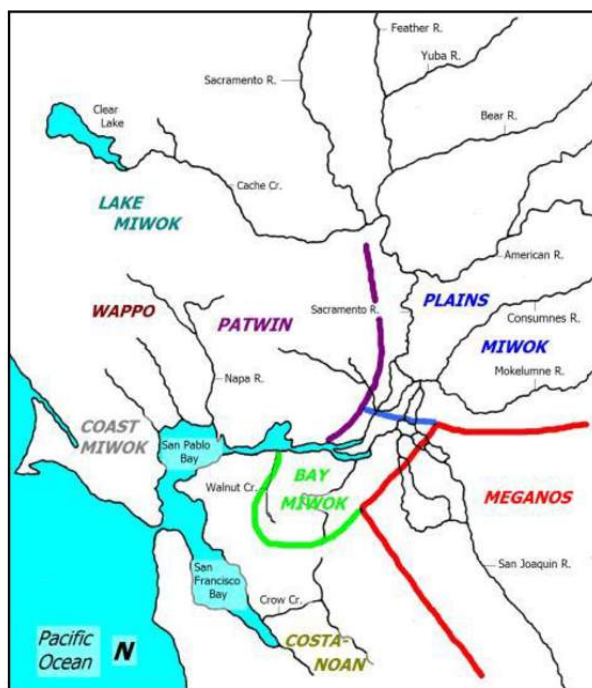 Feather R.
Yuba R.
Sacramento R.
Clear
Lake
Bear R.
Cache Cr.
LAKE
MIWOK
American R.
PLAINS
Sacramento R.
Consumnes R.
WAPPO
PATWIN
MIWOK
Mokelumne R.
Napa R.
COAST
MIWOK
San Pablo
Bay
BAY
MIWOK
Walnut Cr.
MEGANOS
San Joaquin R.
San
Francisco
Bay
Crow Cr.
COSTA-
NOAN
Pacific
Ocean
N